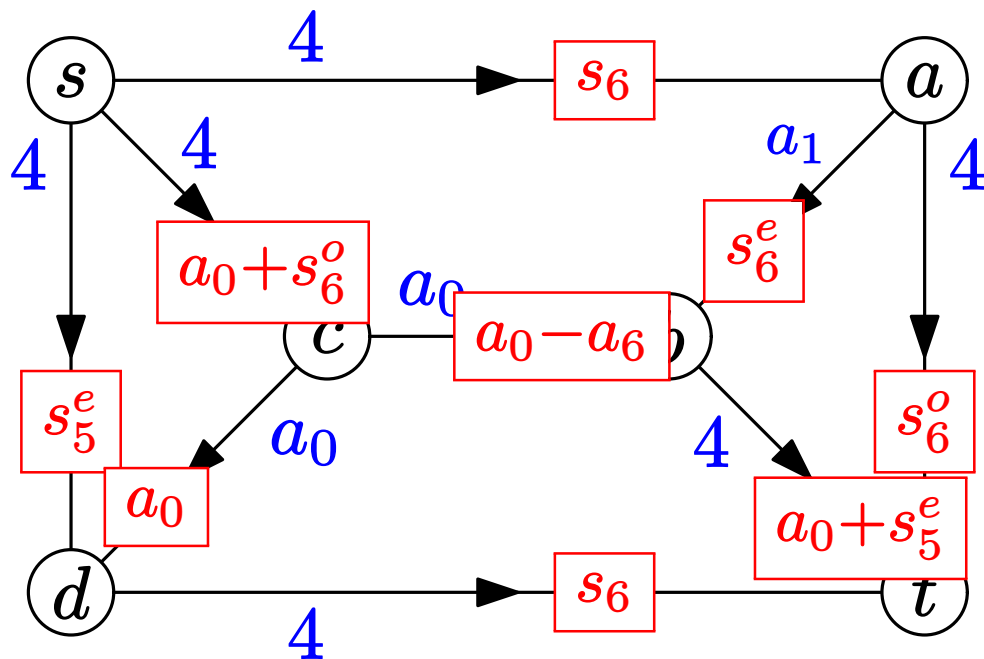 4
s s₆ a
4 4 a₁ 4
a₀+s₆ᵒ s₆ᵉ
a₀
c a₀−a₆
s₅ᵉ a₀ 4 s₆ᵒ
a₀ a₀+s₅ᵉ
d s₆ t
4